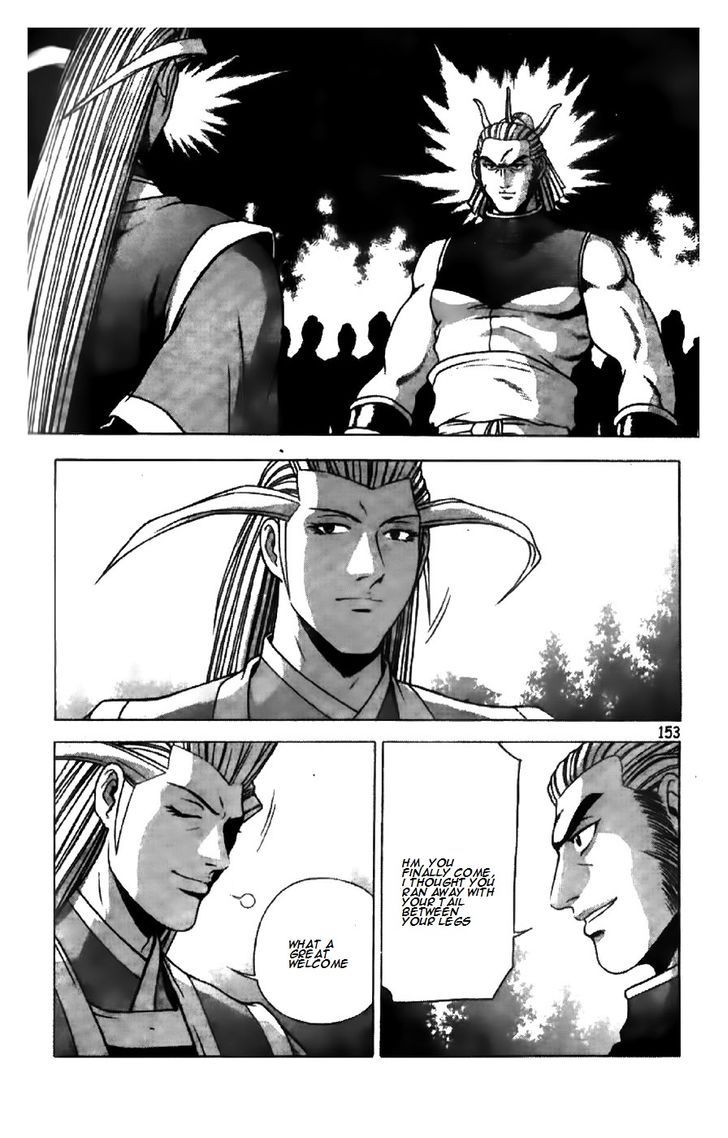 153
HM, YOU
FINALLY COME,
I THOUGHT YOU
RAN AWAY WITH
YOUR TAIL
BETWEEN
YOUR LEGS
WHAT A
GREAT
WELCOME